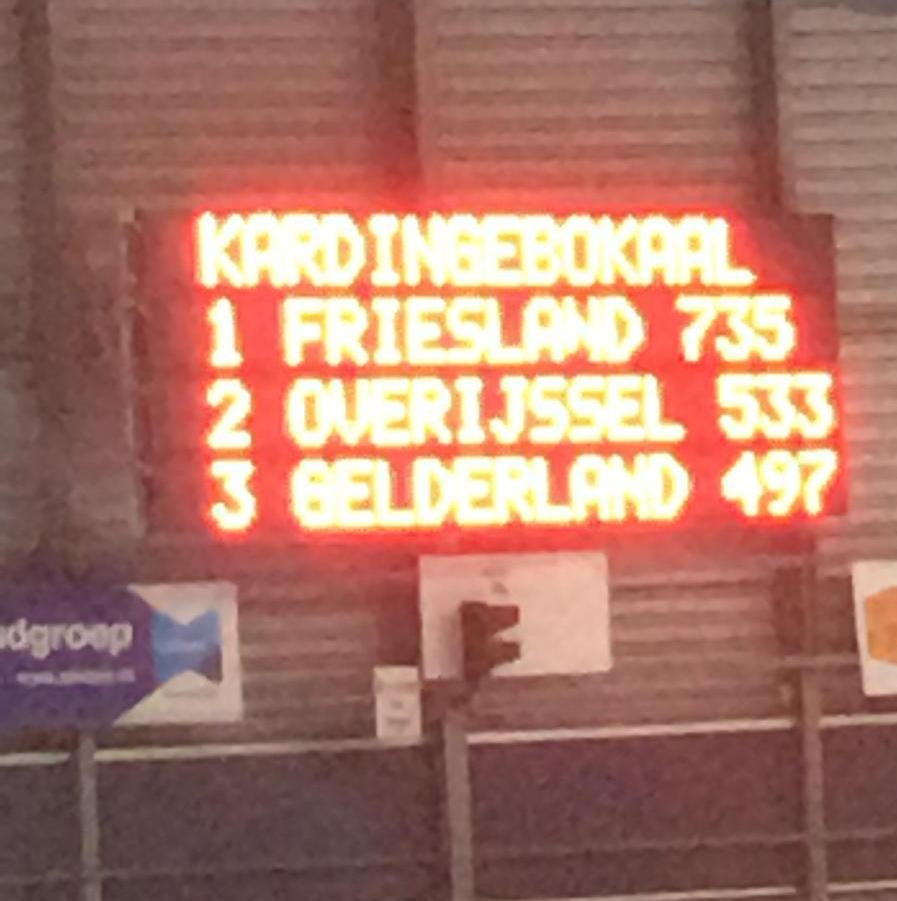 KARDINGEBOKAAL
1 FRIESLAND 735
2 OVERIJSSEL 533
3 GELDERLAND 497
dgroep